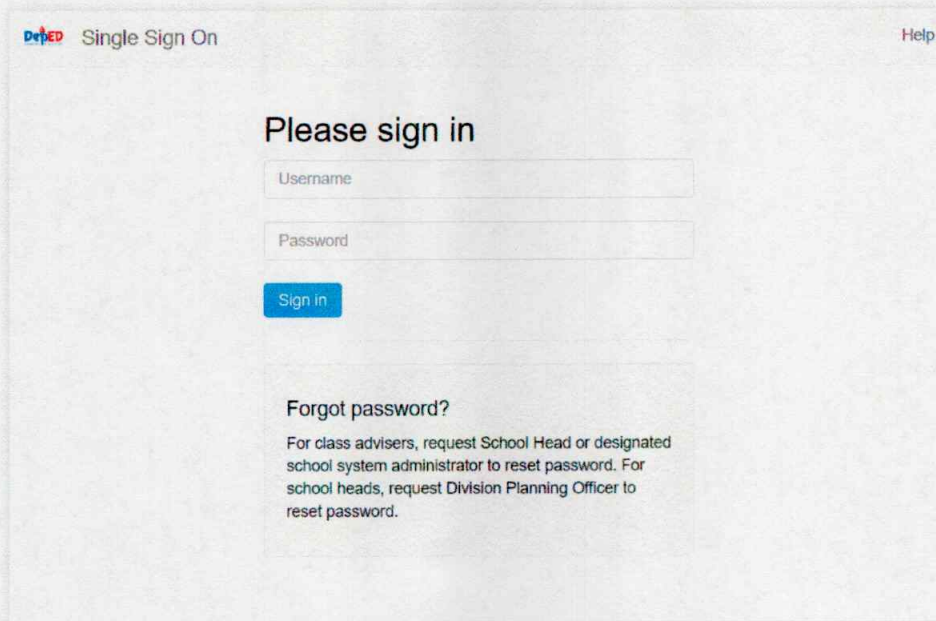 DepED Single Sign On Help
Please sign in
Username
Password
Sign in
Forgot password?
For class advisers, request School Head or designated
school system administrator to reset password. For
school heads, request Division Planning Officer to
reset password.